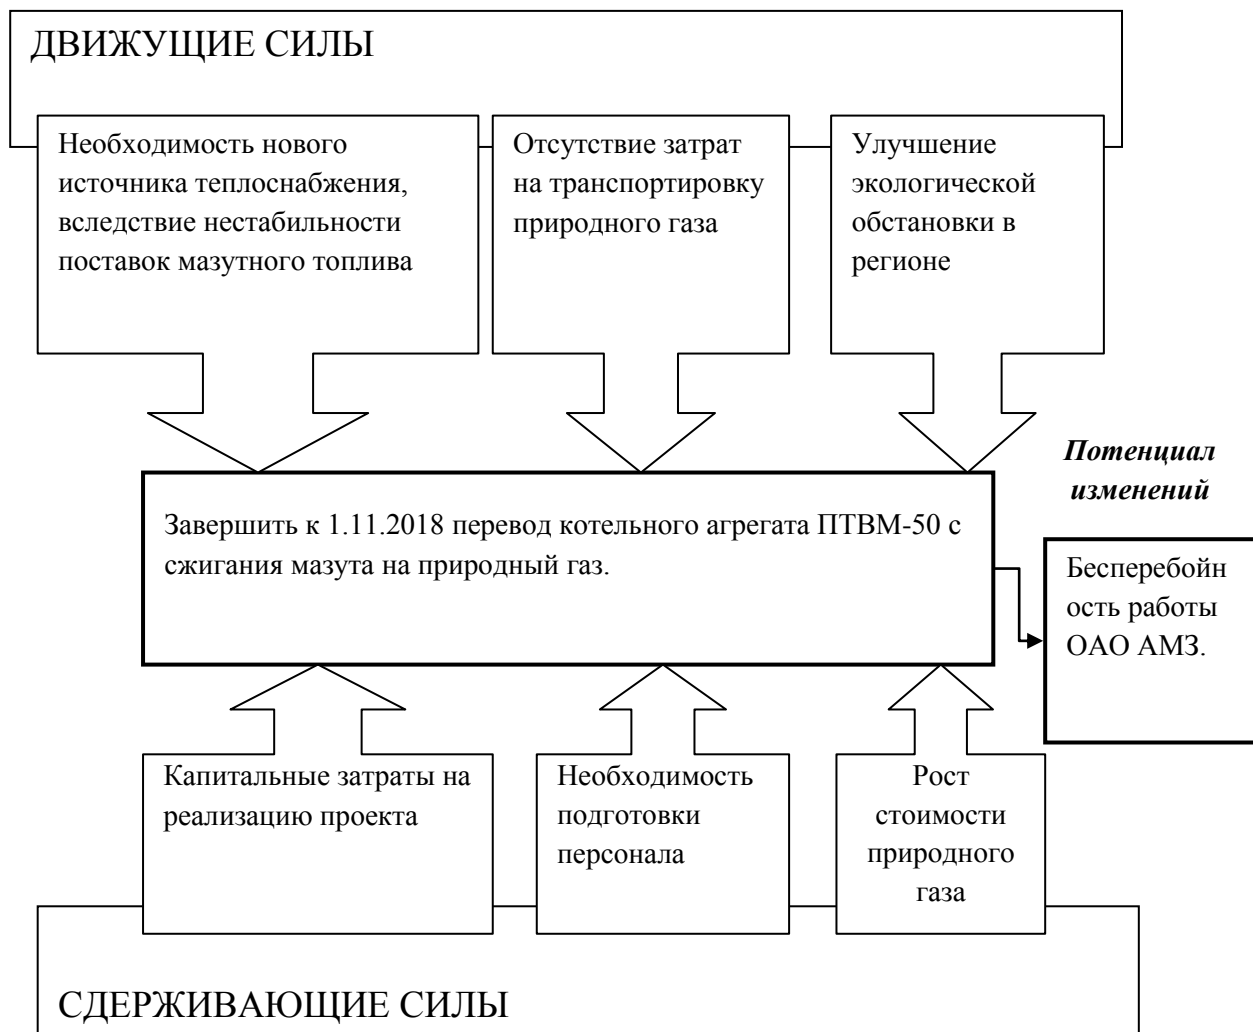 ДВИЖУЩИЕ СИЛЫ
Необходимость нового
источника теплоснабжения,
вследствие нестабильности
поставок мазутного топлива
Отсутствие затрат
на транспортировку
природного газа
Улучшение
экологической
обстановки в
регионе
Потенциал
изменений
Завершить к 1.11.2018 перевод котельного агрегата ПТВМ-50 с
сжигания мазута на природный газ.
Бесперебойн
ость работы
ОАО АМЗ.
Капитальные затраты на
реализацию проекта
Необходимость
подготовки
персонала
Рост
стоимости
природного
газа
СДЕРЖИВАЮЩИЕ СИЛЫ